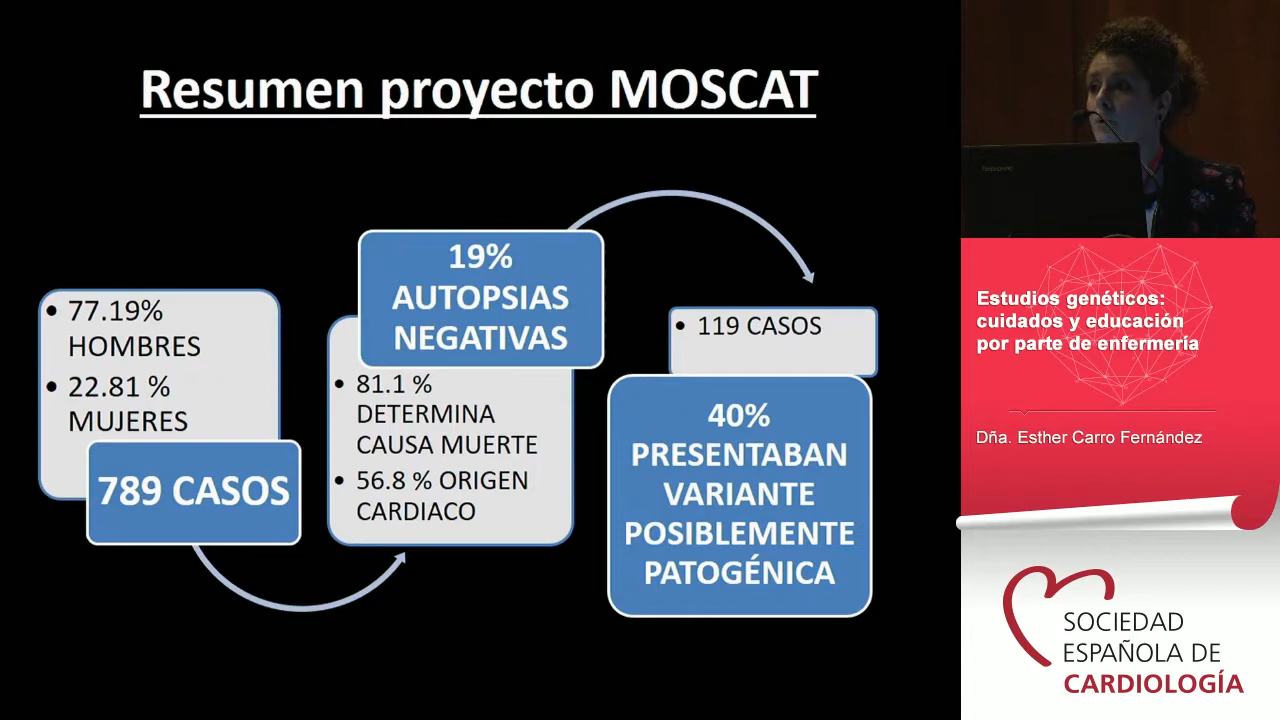 Resumen proyecto MOSCAT
• 77.19%
HOMBRES
• 22.81 %
MUJERES
789 CASOS
19%
AUTOPSIAS
NEGATIVAS
• 81.1 %
DETERMINA
CAUSA MUERTE
• 56.8 % ORIGEN
CARDIACO
• 119 CASOS
40%
PRESENTABAN
VARIANTE
POSIBLEMENTE
PATOGÉNICA
Estudios genéticos:
cuidados y educación
por parte de enfermería
Dña. Esther Carro Fernández
SOCIEDAD
ESPAÑOLA DE
CARDIOLOGÍA